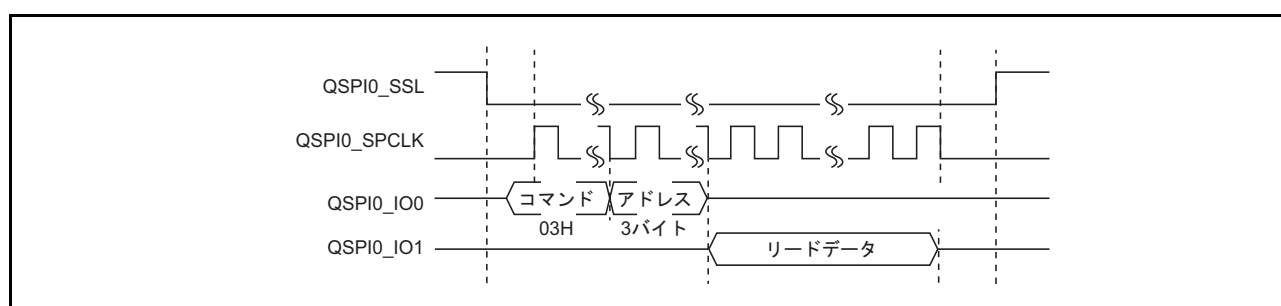 QSPI0_SSL
QSPI0_SPCLK
QSPI0_IO0
コマンド
アドレス
03H
3バイト
QSPI0_IO1
リードデータ